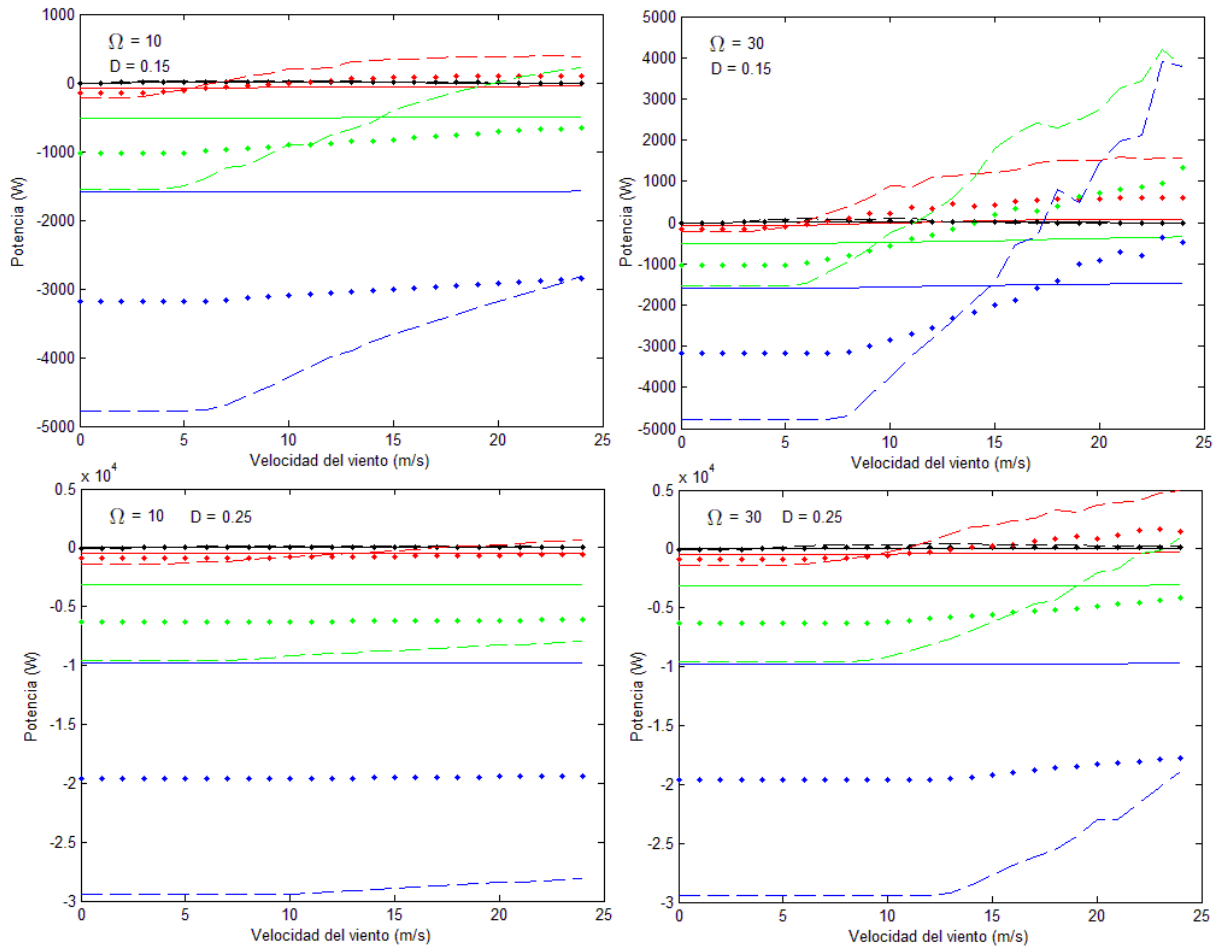 1000
0
-1000
-2000
-3000
-4000
-5000
Potencia (W)
Ω = 10
D = 0.15
0 5 10 15 20 25
Velocidad del viento (m/s)
5000
4000
3000
2000
1000
0
-1000
-2000
-3000
-4000
-5000
Potencia (W)
Ω = 30
D = 0.15
0 5 10 15 20 25
Velocidad del viento (m/s)
x 10^4
0.5
0
-0.5
-1
-1.5
-2
-2.5
-3
Potencia (W)
Ω = 10 D = 0.25
0 5 10 15 20 25
Velocidad del viento (m/s)
x 10^4
0.5
0
-0.5
-1
-1.5
-2
-2.5
-3
Potencia (W)
Ω = 30 D = 0.25
0 5 10 15 20 25
Velocidad del viento (m/s)